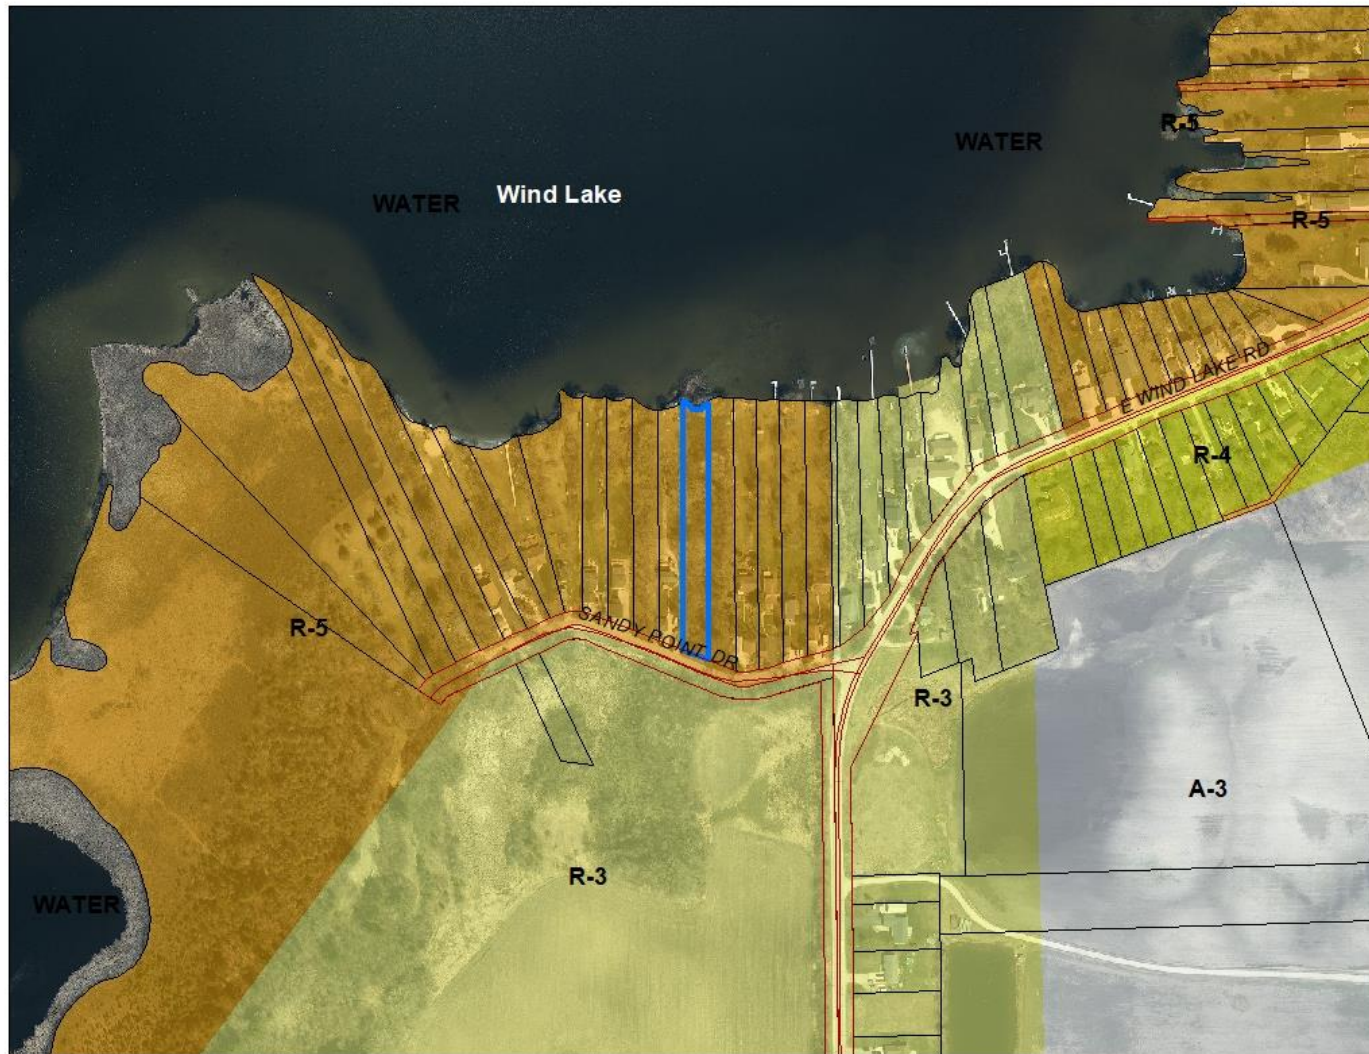 R-5
WATER
WATER
Wind Lake
R-5
E WIND LAKE RD
R-4
R-5
SANDY POINT DR
R-3
A-3
R-3
WATER